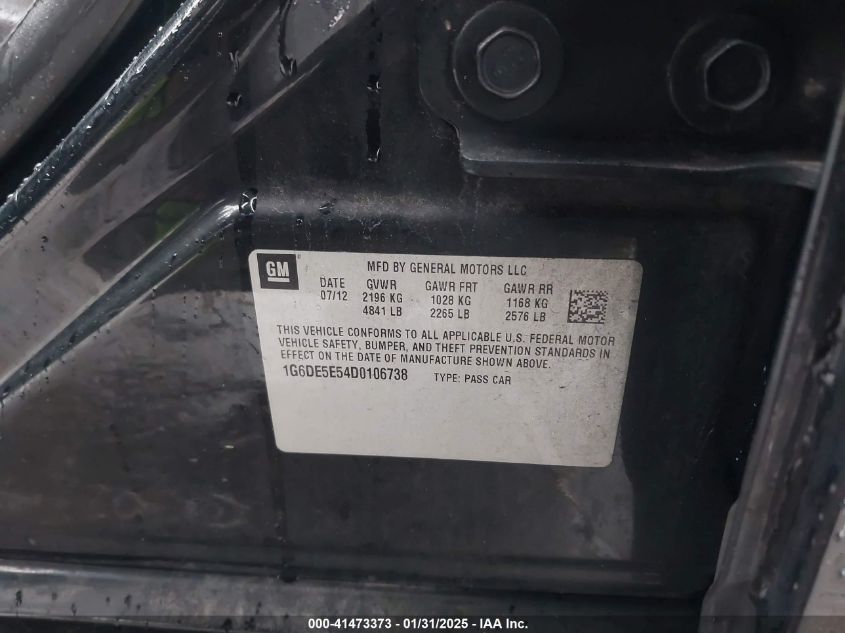 GM
MFD BY GENERAL MOTORS LLC
DATE GVWR GAWR FRT GAWR RR
07/12 2196 KG 1028 KG 1168 KG
4841 LB 2265 LB 2576 LB
THIS VEHICLE CONFORMS TO ALL APPLICABLE U.S. FEDERAL MOTOR
VEHICLE SAFETY, BUMPER, AND THEFT PREVENTION STANDARDS IN
EFFECT ON THE DATE OF MANUFACTURE SHOWN ABOVE.
1G6DE5E54D0106738 TYPE: PASS CAR
000-41473373 - 01/31/2025 - IAA Inc.